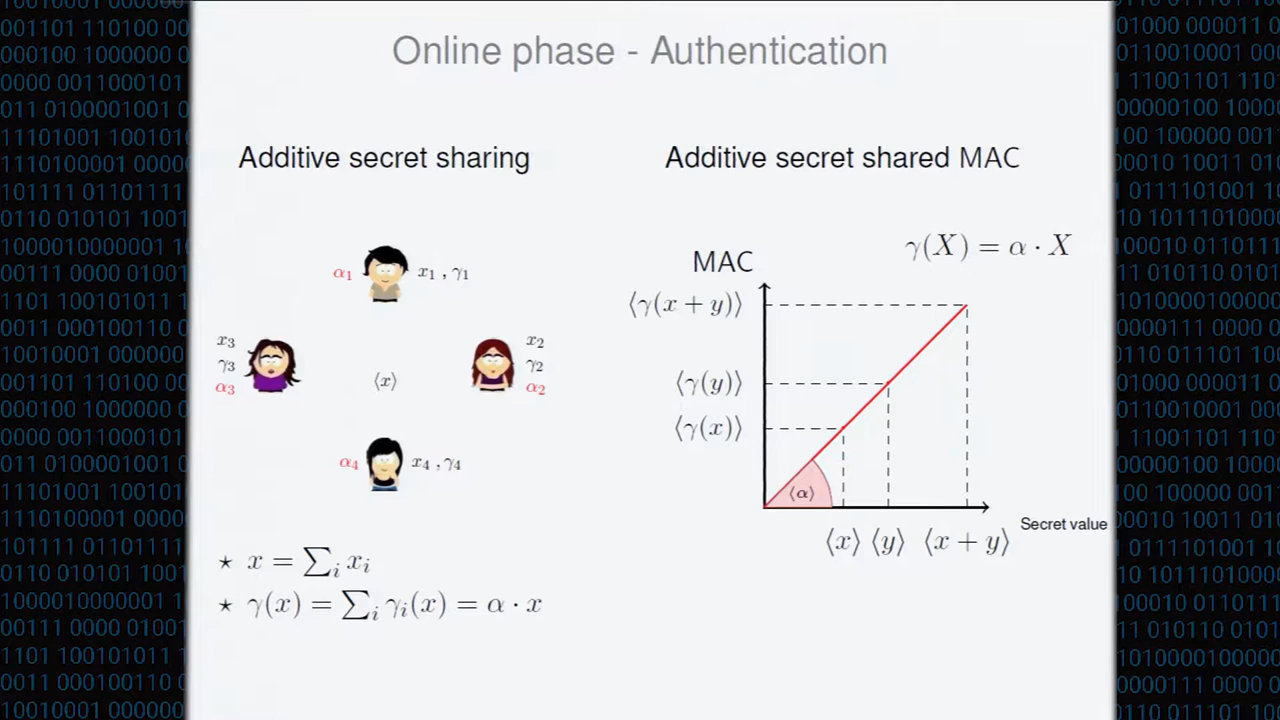 Online phase - Authentication
Additive secret sharing
α1 x1 , γ1
x3
γ3
α3
⟨x⟩
x2
γ2
α2
α4 x4 , γ4
⋆ x = ∑i xi
⋆ γ(x) = ∑i γi(x) = α · x
Additive secret shared MAC
γ(X) = α · X
MAC
⟨γ(x + y)⟩
⟨γ(y)⟩
⟨γ(x)⟩
⟨α⟩
Secret value
⟨x⟩ ⟨y⟩ ⟨x + y⟩